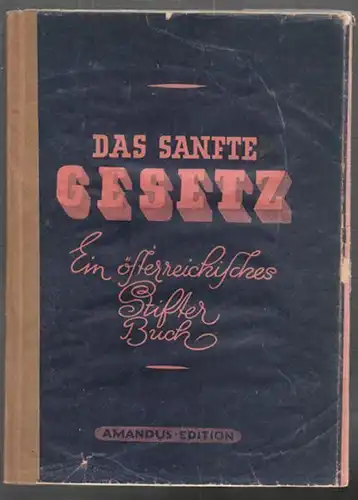 DAS SANFTE
GESETZ
Ein österreichisches
Stifter
Buch
AMANDUS-EDITION